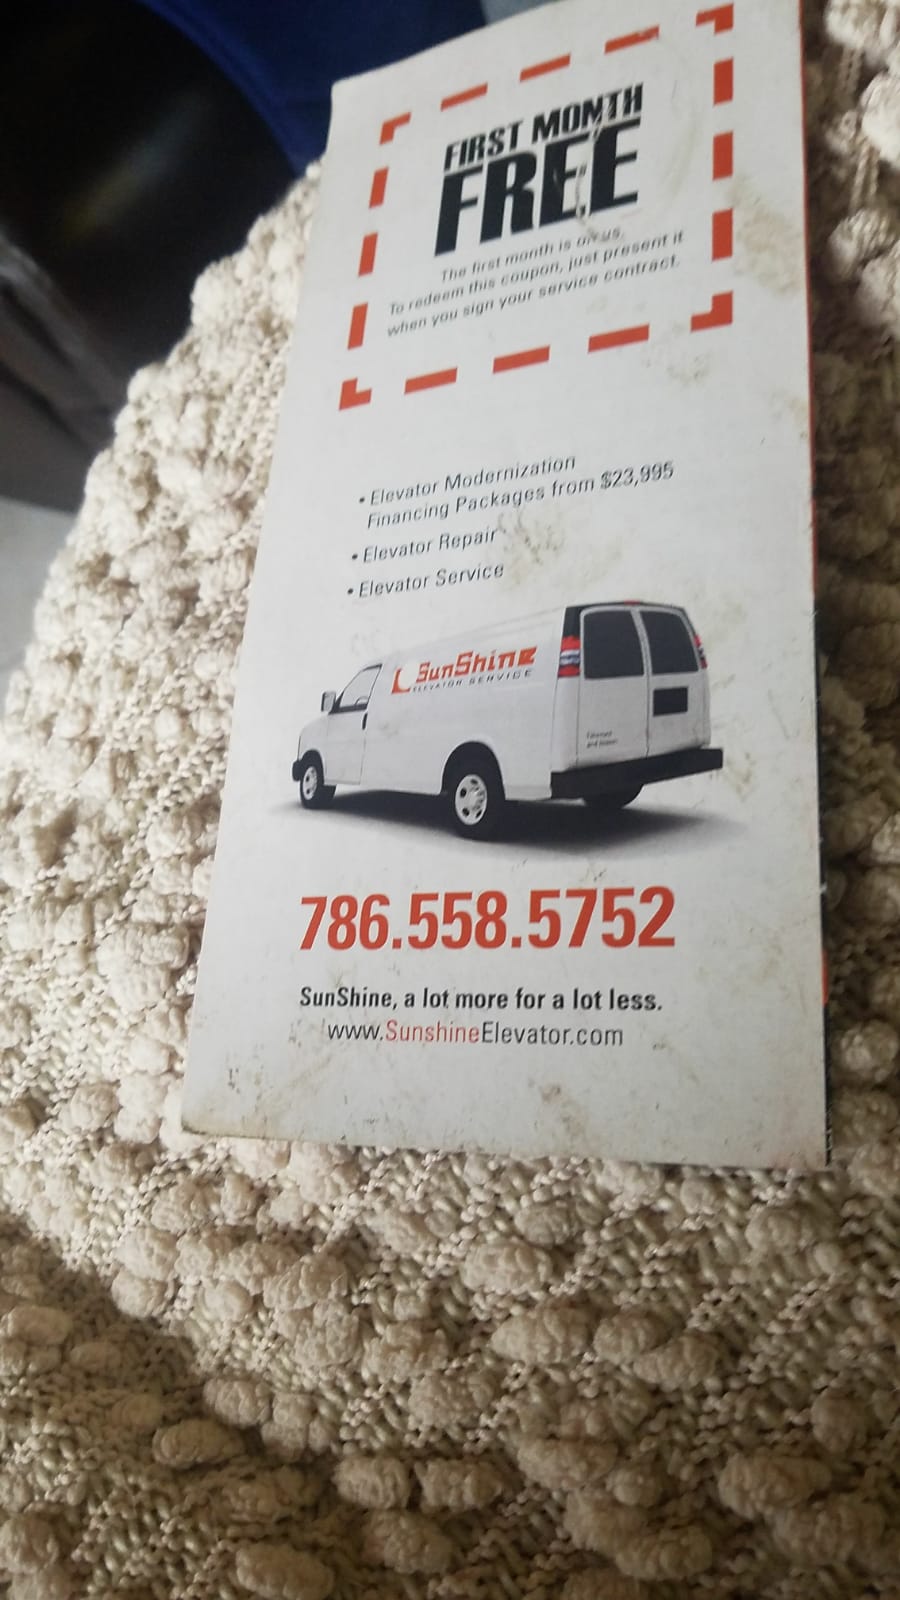 FIRST MONTH
FREE
The first month is on us.
To redeem this coupon, just present it
when you sign your service contract.
• Elevator Modernization
Financing Packages from $23,995
• Elevator Repair
• Elevator Service
SunShine
ELEVATOR SERVICE
786.558.5752
SunShine, a lot more for a lot less.
www.SunshineElevator.com